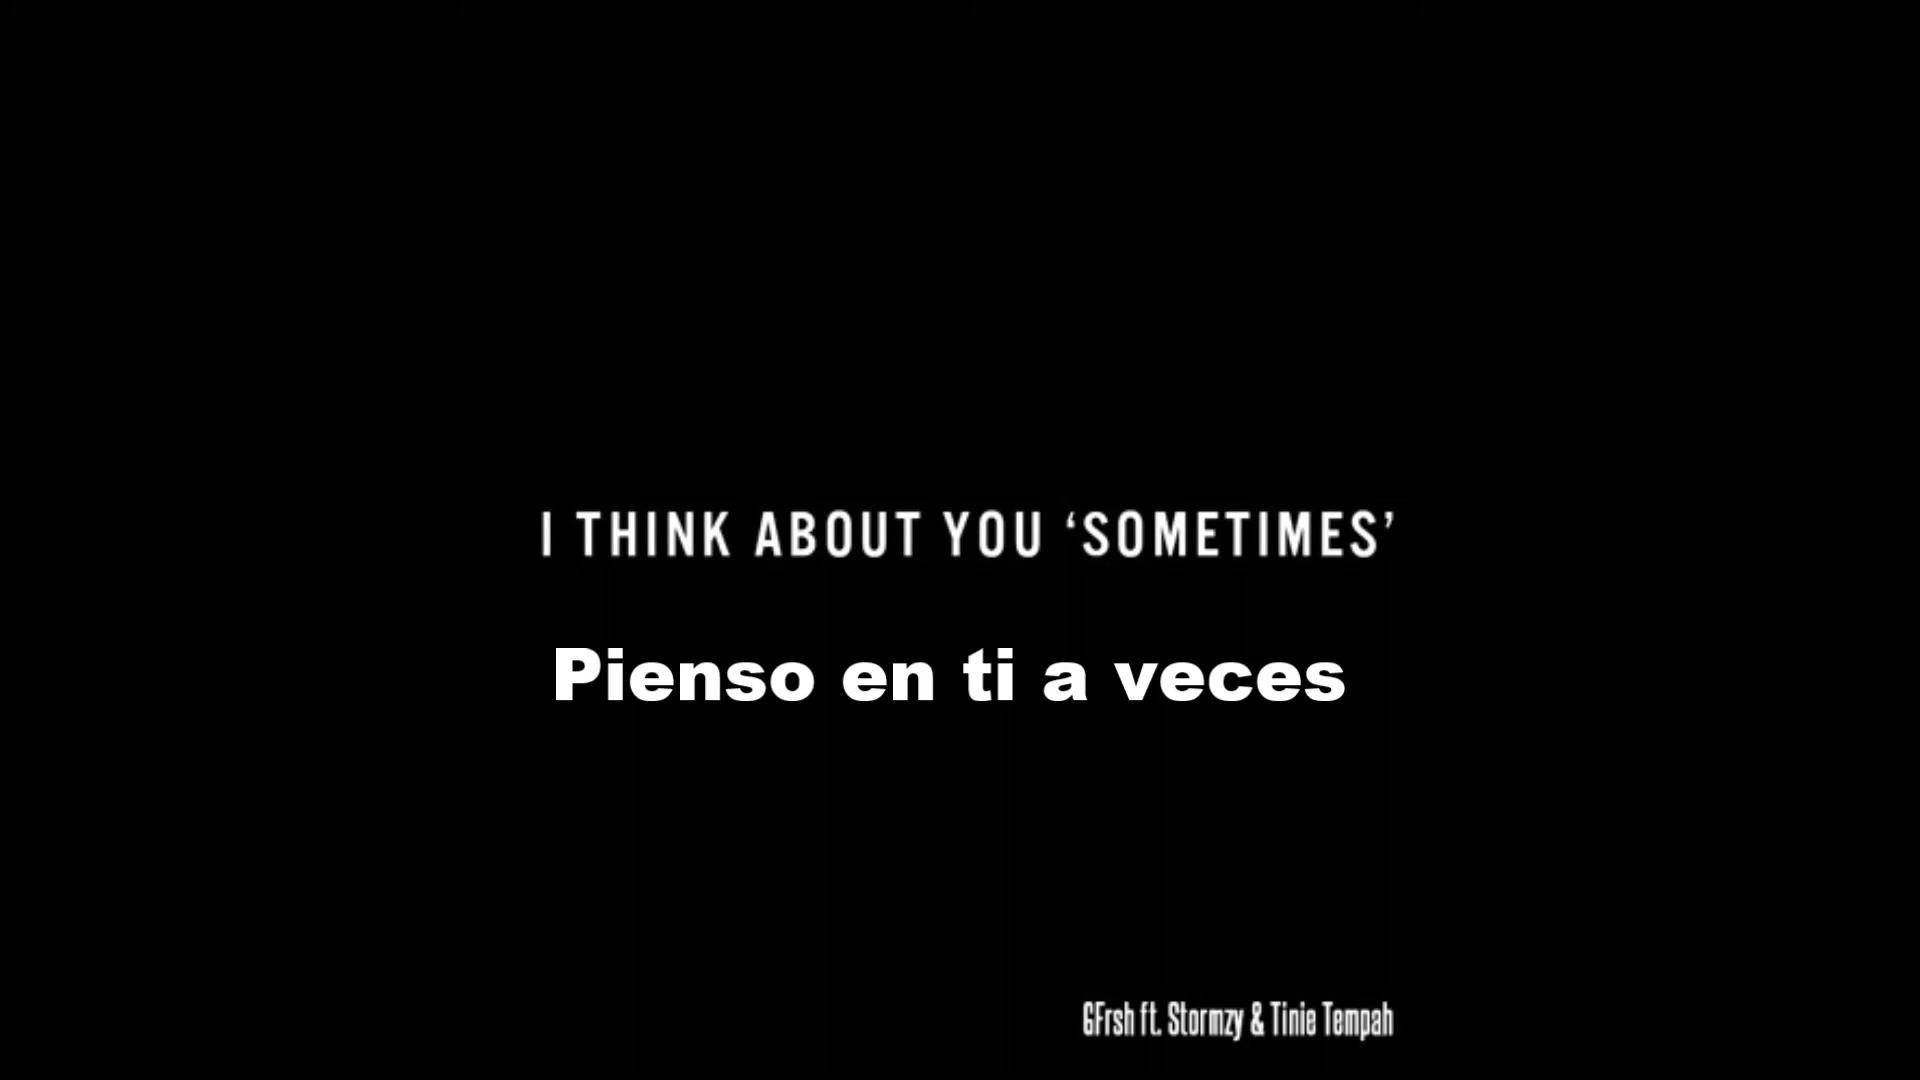 I THINK ABOUT YOU ‘SOMETIMES’
Pienso en ti a veces
GFrsh ft. Stormzy & Tinie Tempah